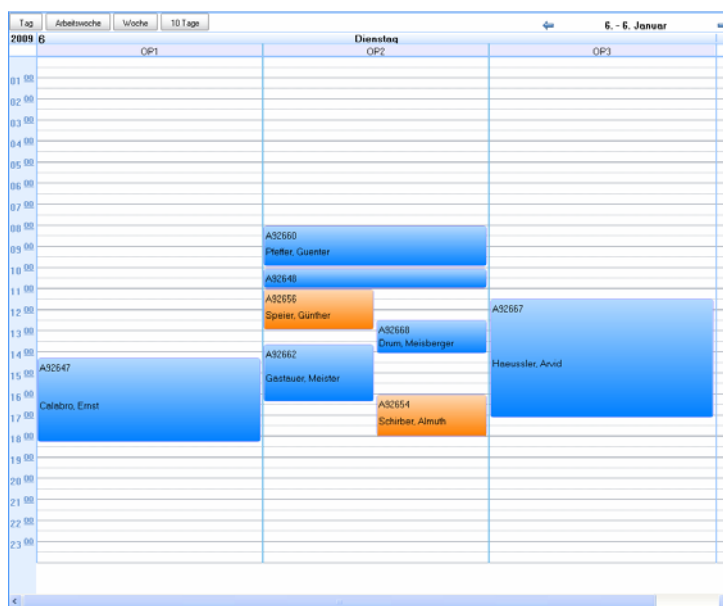 Tag Arbeitswoche Woche 10 Tage 6. - 6. Januar
2009 6 Dienstag
OP1 OP2 OP3
01 00
02 00
03 00
04 00
05 00
06 00
07 00
08 00
A92660
09 00
Pfeffer, Guenter
10 00
A92648
11 00
A92656
A92667
12 00
Speier, Günther
A92668
13 00
Drum, Meisberger
14 00
A92662
Haeussler, Arvid
A92647
15 00
Gastauer, Meister
16 00
A92654
Calabro, Ernst
17 00
Schirber, Almuth
18 00
19 00
20 00
21 00
22 00
23 00